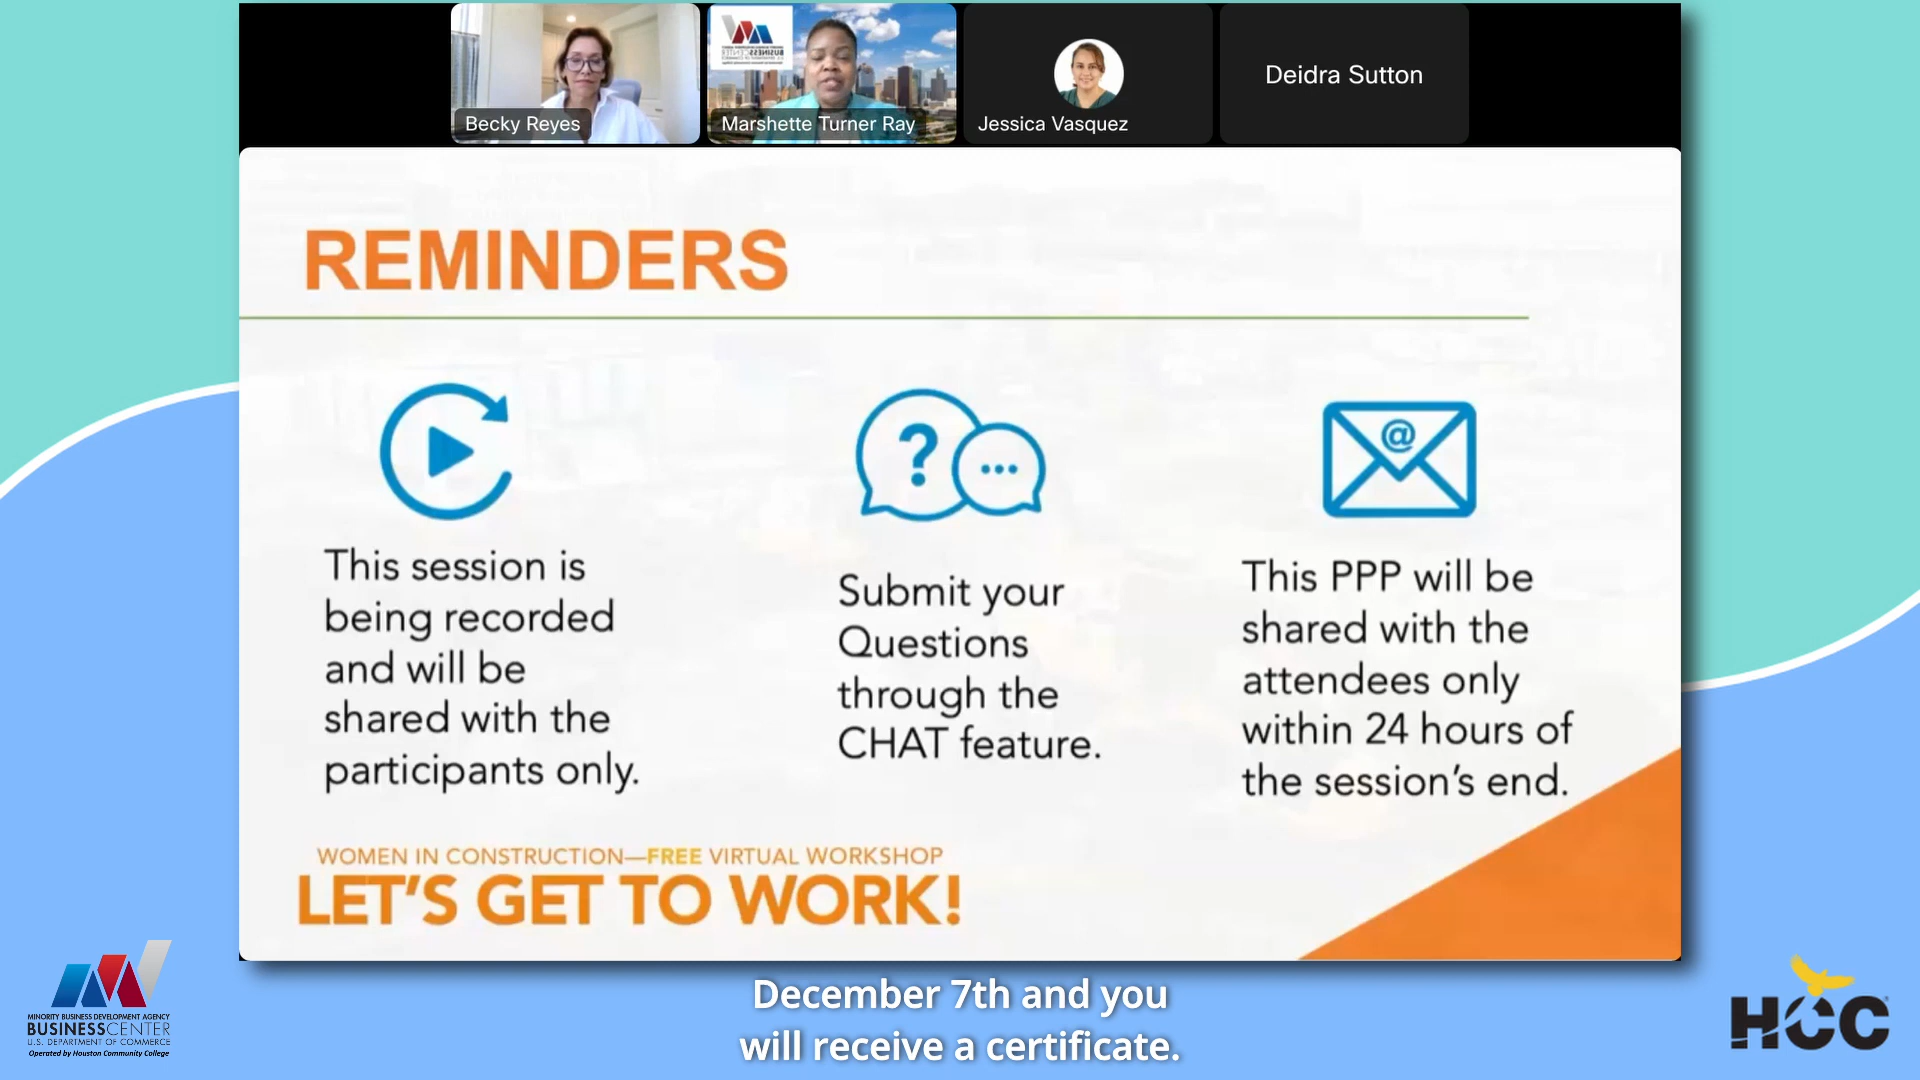 Becky Reyes
Marshette Turner Ray
Jessica Vasquez
Deidra Sutton
REMINDERS
This session is
being recorded
and will be
shared with the
participants only.
?
...
Submit your
Questions
through the
CHAT feature.
@
This PPP will be
shared with the
attendees only
within 24 hours of
the session's end.
WOMEN IN CONSTRUCTION—FREE VIRTUAL WORKSHOP
LET'S GET TO WORK!
MINORITY BUSINESS DEVELOPMENT AGENCY
BUSINESSCENTER
U.S. DEPARTMENT OF COMMERCE
Operated by Houston Community College
December 7th and you
will receive a certificate.
HCC